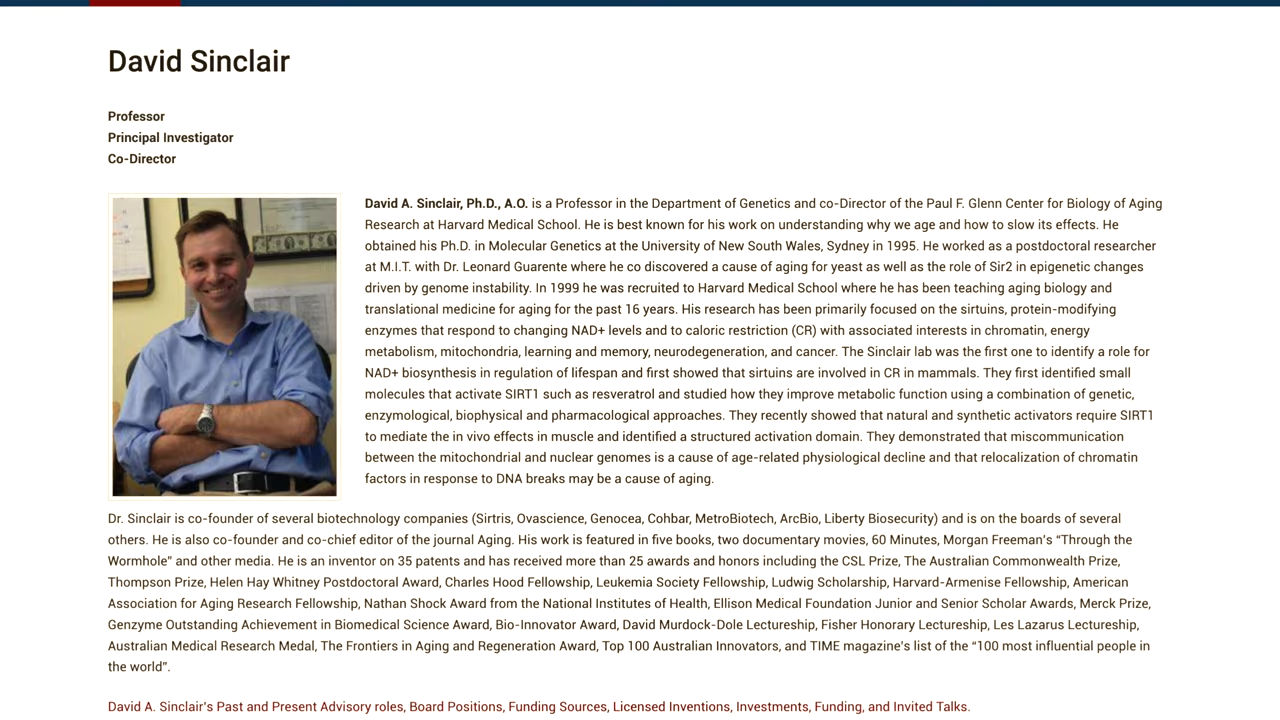 David Sinclair
Professor
Principal Investigator
Co-Director
David A. Sinclair, Ph.D., A.O. is a Professor in the Department of Genetics and co-Director of the Paul F. Glenn Center for Biology of Aging
Research at Harvard Medical School. He is best known for his work on understanding why we age and how to slow its effects. He
obtained his Ph.D. in Molecular Genetics at the University of New South Wales, Sydney in 1995. He worked as a postdoctoral researcher
at M.I.T. with Dr. Leonard Guarente where he co discovered a cause of aging for yeast as well as the role of Sir2 in epigenetic changes
driven by genome instability. In 1999 he was recruited to Harvard Medical School where he has been teaching aging biology and
translational medicine for aging for the past 16 years. His research has been primarily focused on the sirtuins, protein-modifying
enzymes that respond to changing NAD+ levels and to caloric restriction (CR) with associated interests in chromatin, energy
metabolism, mitochondria, learning and memory, neurodegeneration, and cancer. The Sinclair lab was the first one to identify a role for
NAD+ biosynthesis in regulation of lifespan and first showed that sirtuins are involved in CR in mammals. They first identified small
molecules that activate SIRT1 such as resveratrol and studied how they improve metabolic function using a combination of genetic,
enzymological, biophysical and pharmacological approaches. They recently showed that natural and synthetic activators require SIRT1
to mediate the in vivo effects in muscle and identified a structured activation domain. They demonstrated that miscommunication
between the mitochondrial and nuclear genomes is a cause of age-related physiological decline and that relocalization of chromatin
factors in response to DNA breaks may be a cause of aging.
Dr. Sinclair is co-founder of several biotechnology companies (Sirtris, Ovascience, Genocea, Cohbar, MetroBiotech, ArcBio, Liberty Biosecurity) and is on the boards of several
others. He is also co-founder and co-chief editor of the journal Aging. His work is featured in five books, two documentary movies, 60 Minutes, Morgan Freeman's “Through the
Wormhole” and other media. He is an inventor on 35 patents and has received more than 25 awards and honors including the CSL Prize, The Australian Commonwealth Prize,
Thompson Prize, Helen Hay Whitney Postdoctoral Award, Charles Hood Fellowship, Leukemia Society Fellowship, Ludwig Scholarship, Harvard-Armenise Fellowship, American
Association for Aging Research Fellowship, Nathan Shock Award from the National Institutes of Health, Ellison Medical Foundation Junior and Senior Scholar Awards, Merck Prize,
Genzyme Outstanding Achievement in Biomedical Science Award, Bio-Innovator Award, David Murdock-Dole Lectureship, Fisher Honorary Lectureship, Les Lazarus Lectureship,
Australian Medical Research Medal, The Frontiers in Aging and Regeneration Award, Top 100 Australian Innovators, and TIME magazine's list of the “100 most influential people in
the world”.
David A. Sinclair's Past and Present Advisory roles, Board Positions, Funding Sources, Licensed Inventions, Investments, Funding, and Invited Talks.